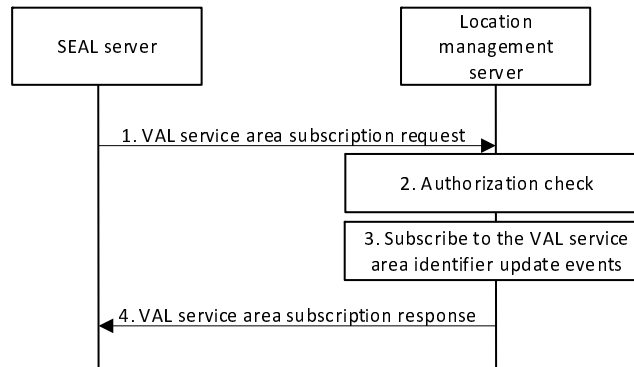 SEAL server
Location
management
server
1. VAL service area subscription request
2. Authorization check
3. Subscribe to the VAL service
area identifier update events
4. VAL service area subscription response